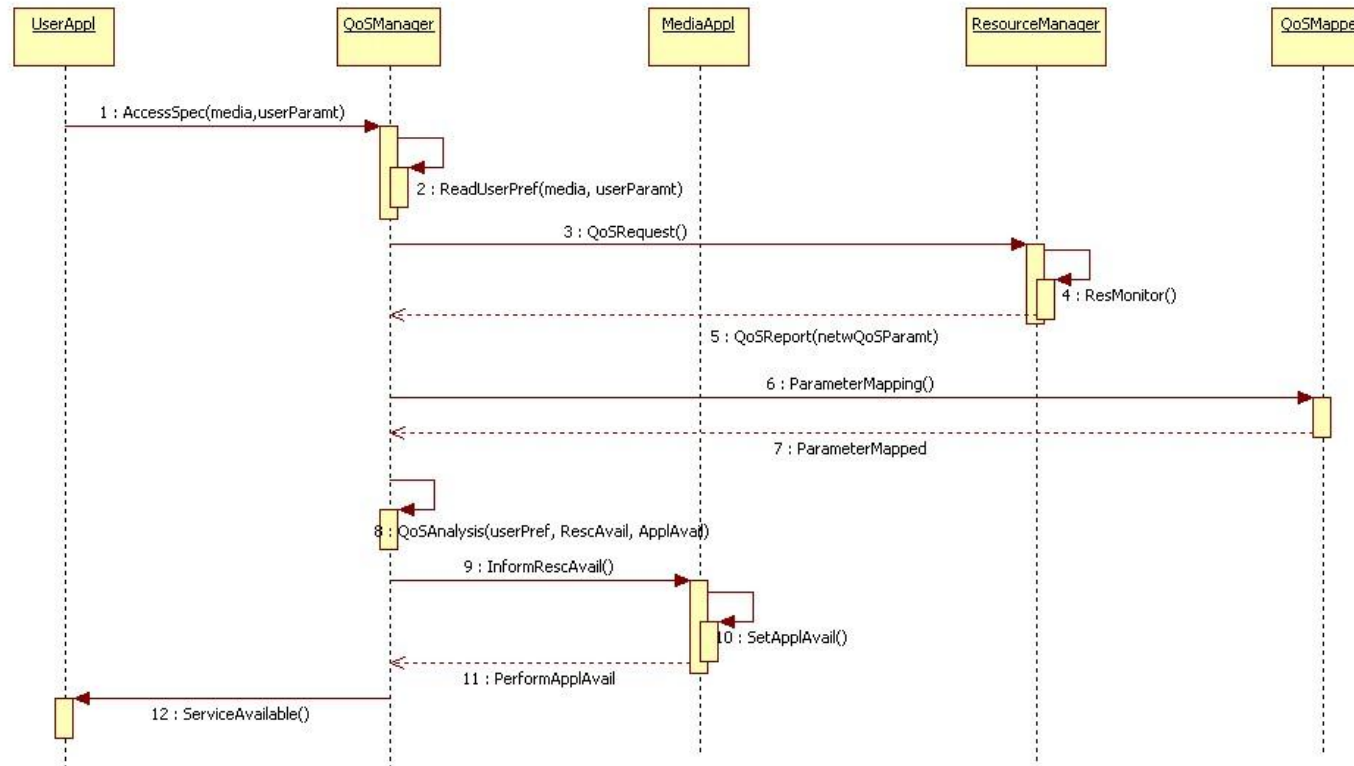 UserAppl
QoSManager
MediaAppl
ResourceManager
QoSMappe
1 : AccessSpec(media,userParamt)
2 : ReadUserPref(media, userParamt)
3 : QoSRequest()
4 : ResMonitor()
5 : QoSReport(netwQoSParamt)
6 : ParameterMapping()
7 : ParameterMapped
8 : QoSAnalysis(userPref, RescAvail, ApplAvail)
9 : InformRescAvail()
10 : SetApplAvail()
11 : PerformApplAvail
12 : ServiceAvailable()